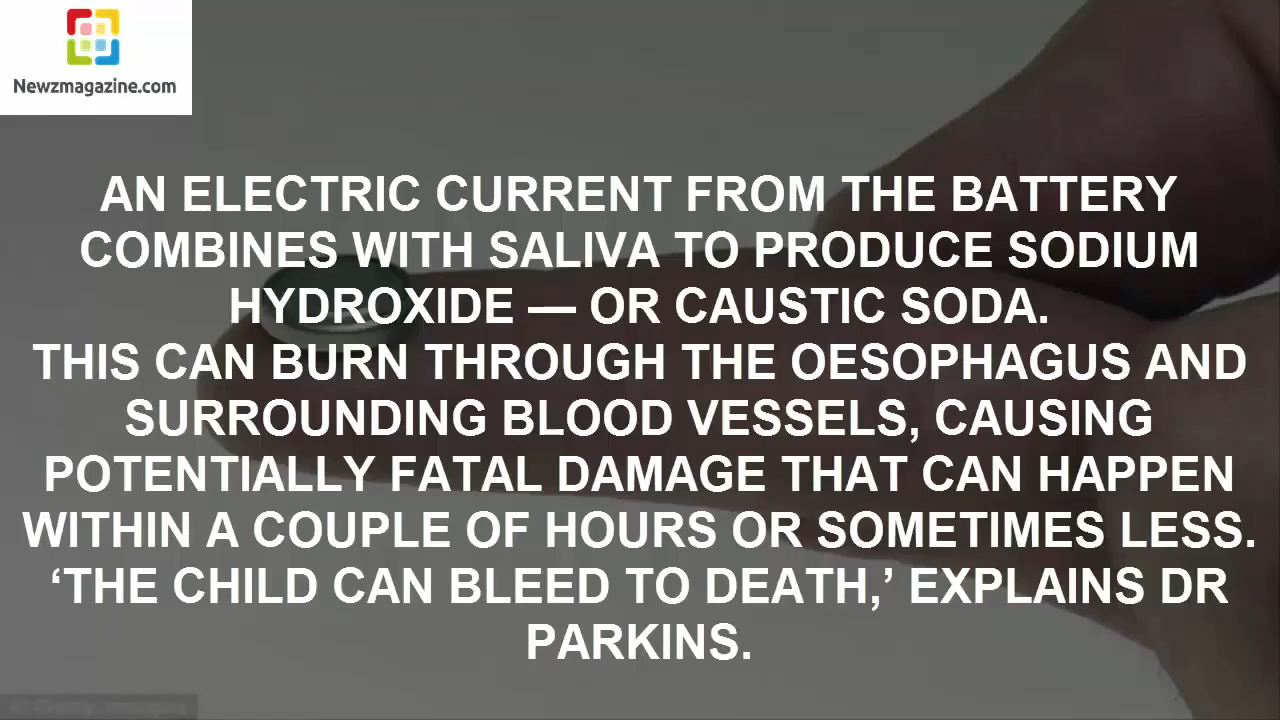 Newzmagazine.com
AN ELECTRIC CURRENT FROM THE BATTERY
COMBINES WITH SALIVA TO PRODUCE SODIUM
HYDROXIDE — OR CAUSTIC SODA.
THIS CAN BURN THROUGH THE OESOPHAGUS AND
SURROUNDING BLOOD VESSELS, CAUSING
POTENTIALLY FATAL DAMAGE THAT CAN HAPPEN
WITHIN A COUPLE OF HOURS OR SOMETIMES LESS.
‘THE CHILD CAN BLEED TO DEATH,’ EXPLAINS DR
PARKINS.
© Getty Images